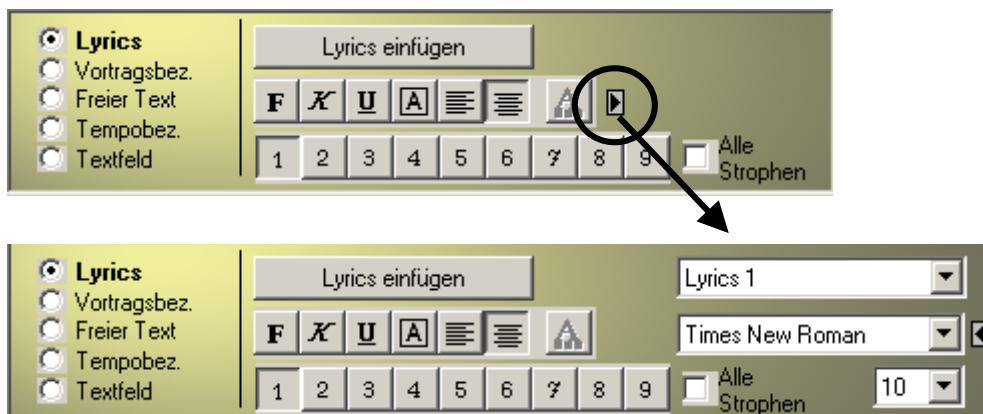 Lyrics
Vortragsbez.
Freier Text
Tempobez.
Textfeld
Lyrics einfügen
F K U A A
1 2 3 4 5 6 7 8 9
Alle
Strophen
Lyrics
Vortragsbez.
Freier Text
Tempobez.
Textfeld
Lyrics einfügen
Lyrics 1
F K U A A
Times New Roman
1 2 3 4 5 6 7 8 9
Alle
Strophen
10